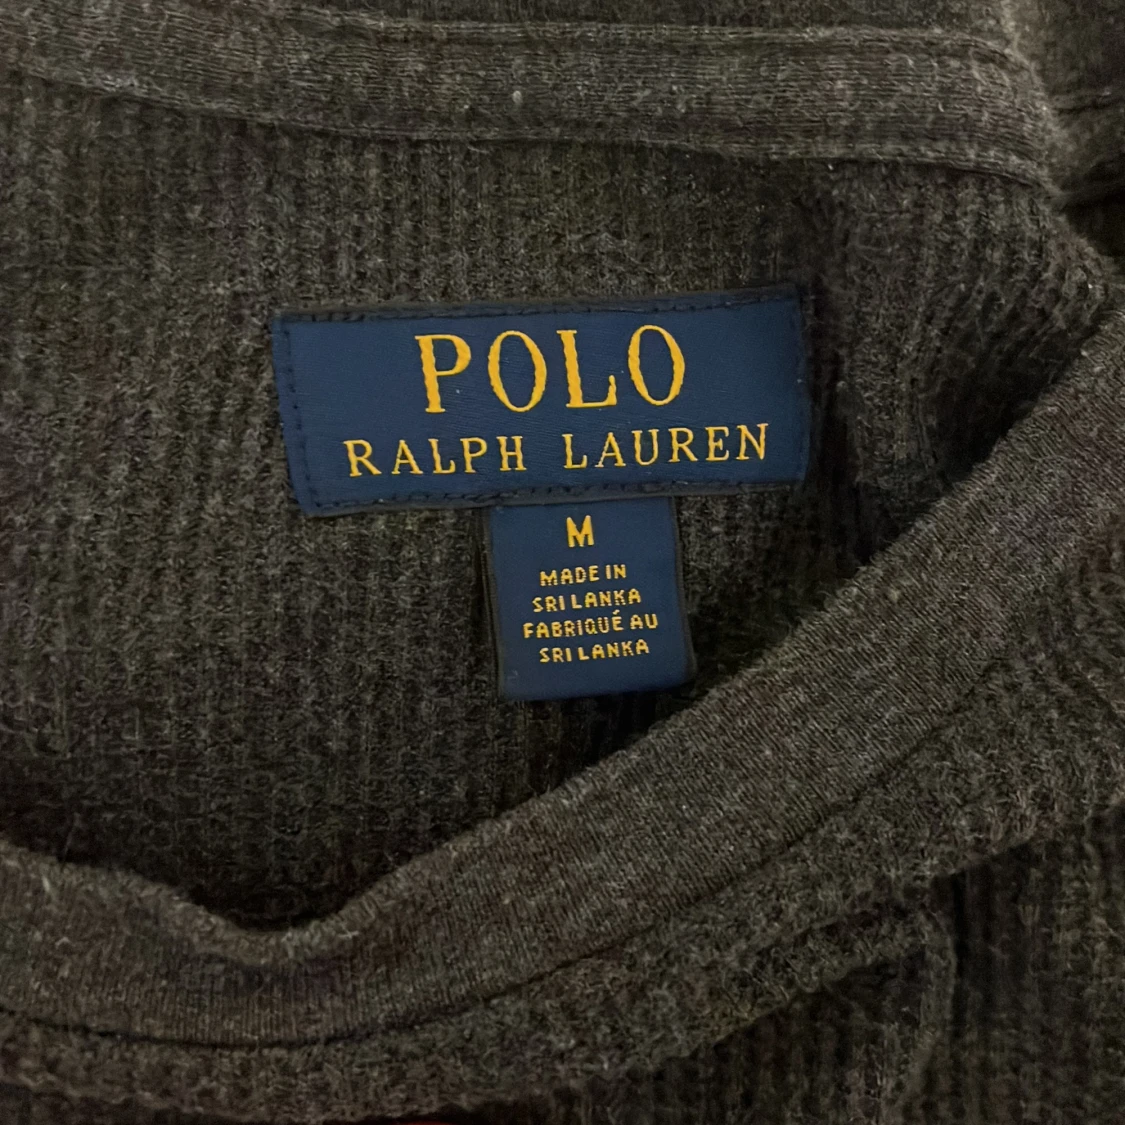 POLO
RALPH LAUREN
M
MADE IN
SRI LANKA
FABRIQUÉ AU
SRI LANKA